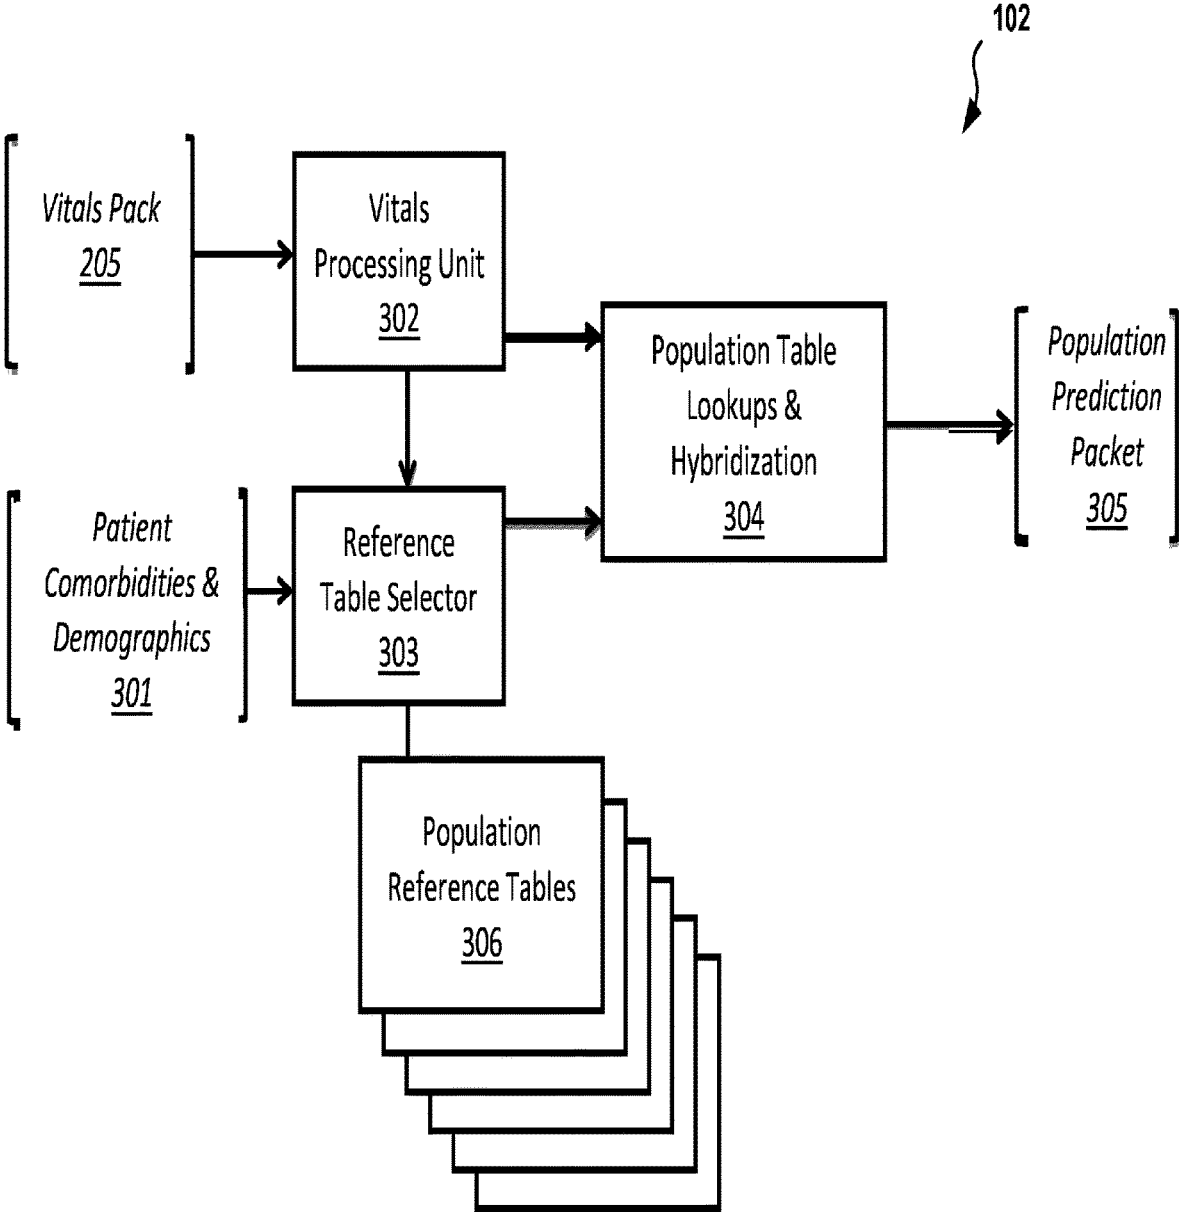 102
Vitals Pack
205
Vitals
Processing Unit
302
Population Table
Lookups &
Hybridization
304
Population
Prediction
Packet
305
Patient
Comorbidities &
Demographics
301
Reference
Table Selector
303
Population
Reference Tables
306